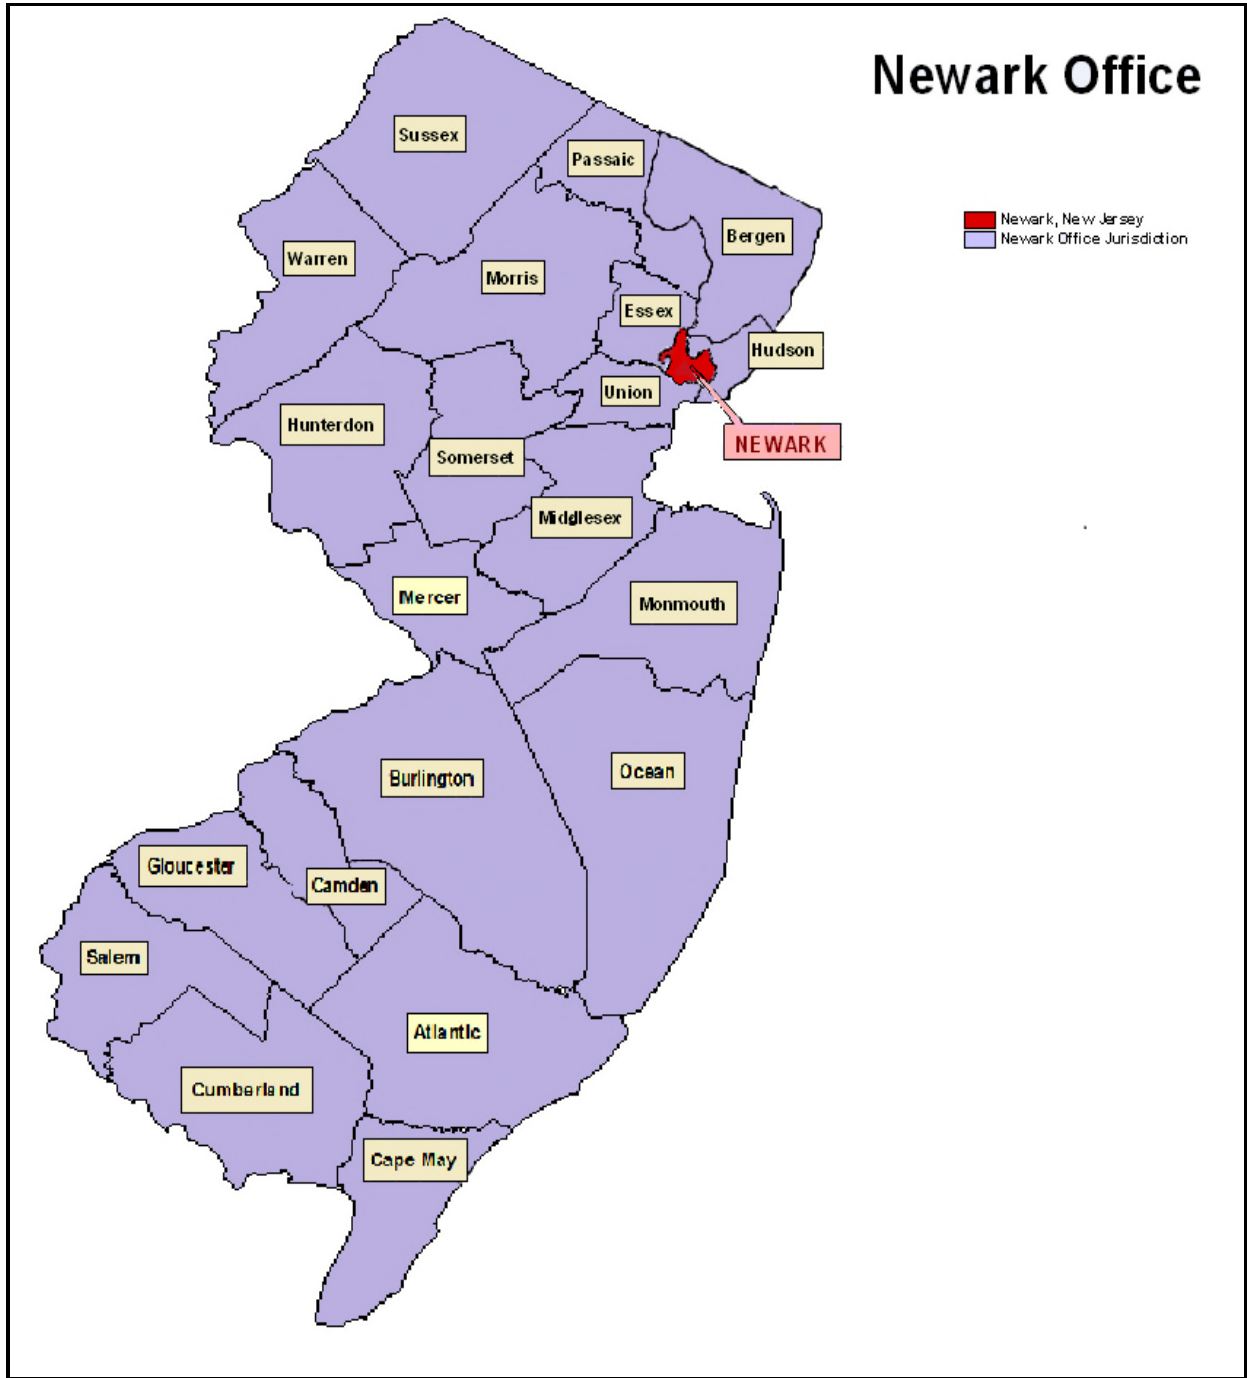 Newark Office
Newark, New Jersey
Newark Office Jurisdiction
Sussex
Passaic
Bergen
Warren
Morris
Essex
Hudson
Union
Hunterdon
NEWARK
Somerset
Middlesex
Mercer
Monmouth
Ocean
Burlington
Gloucester
Camden
Salem
Atlantic
Cumberland
Cape May